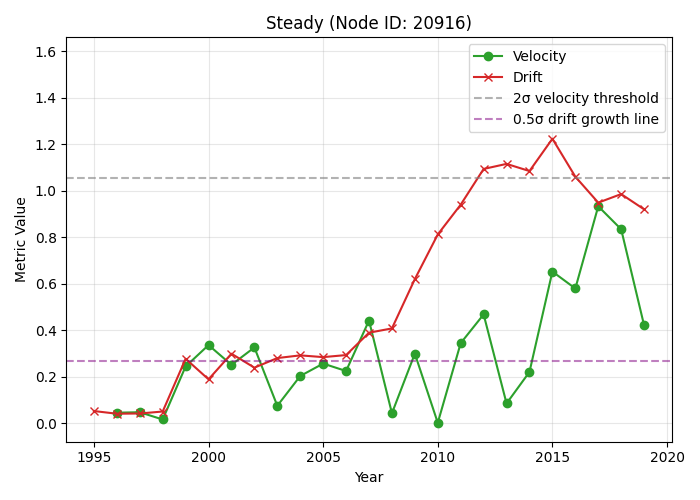 Steady (Node ID: 20916)
Velocity
Drift
2σ velocity threshold
0.5σ drift growth line
Metric Value
1.6
1.4
1.2
1.0
0.8
0.6
0.4
0.2
0.0
1995 2000 2005 2010 2015 2020
Year